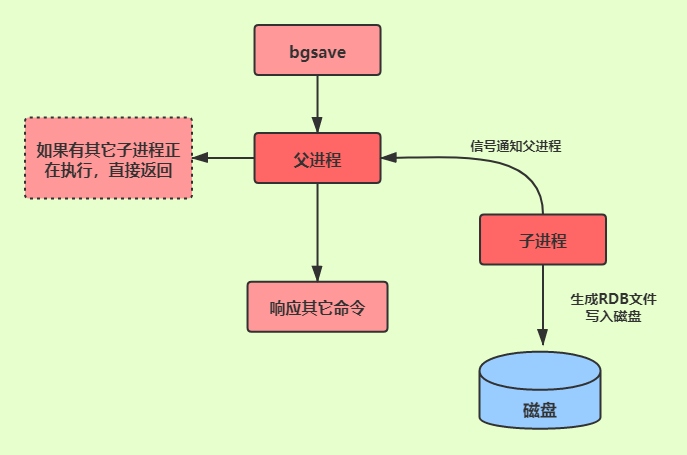 bgsave
如果有其它子进程正
在执行，直接返回
父进程
信号通知父进程
子进程
响应其它命令
生成RDB文件
写入磁盘
磁盘